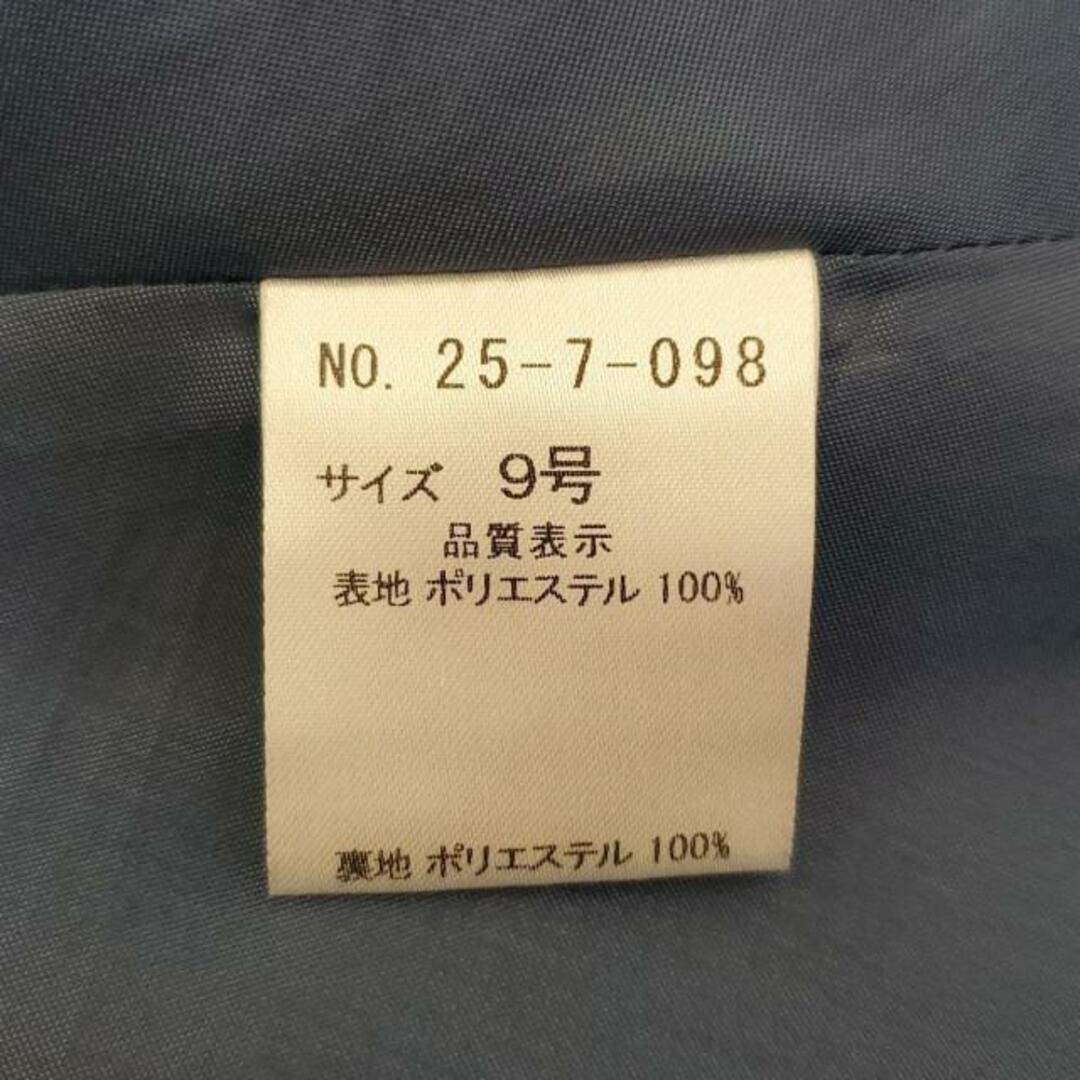 NO. 25-7-098
サイズ 9号
品質表示
表地 ポリエステル 100%
裏地 ポリエステル 100%